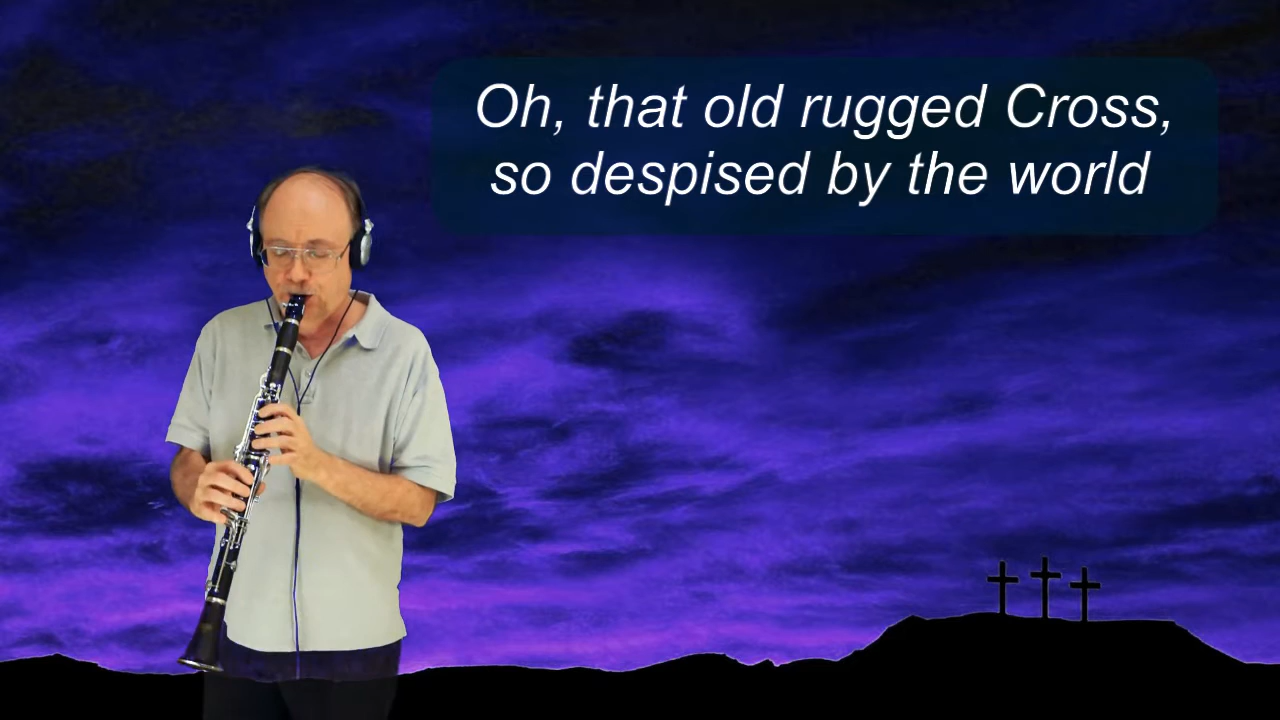 Oh, that old rugged Cross,
so despised by the world